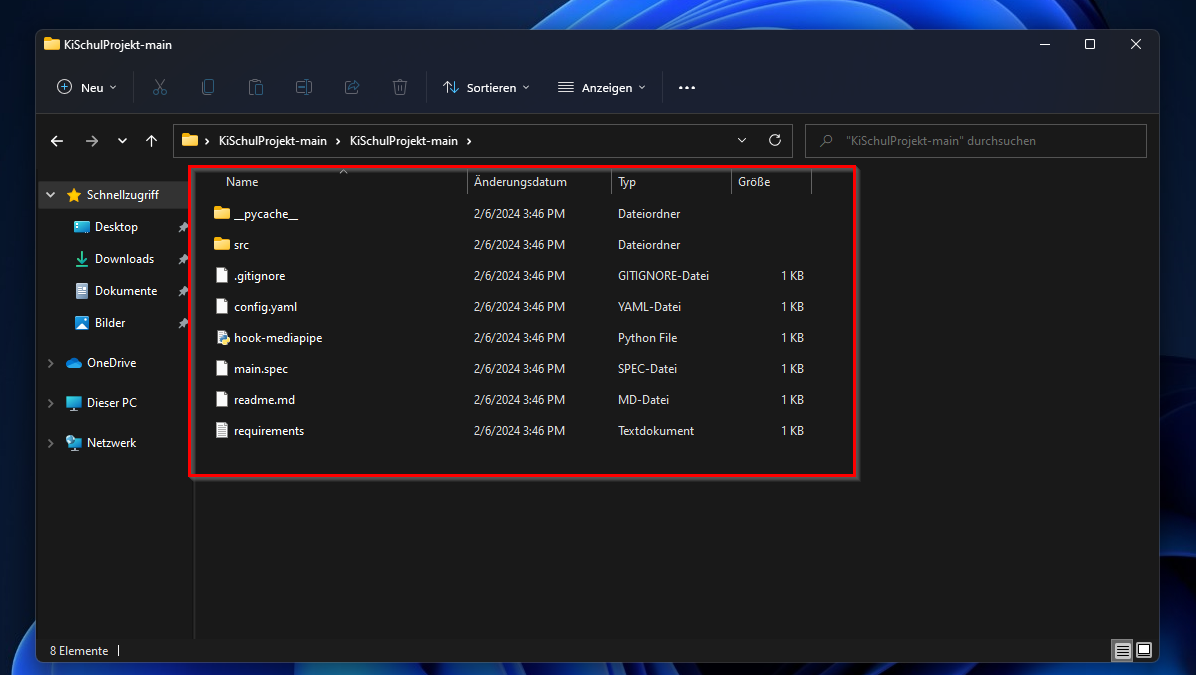 KiSchulProjekt-main
Neu
Sortieren
Anzeigen
KiSchulProjekt-main > KiSchulProjekt-main >
"KiSchulProjekt-main" durchsuchen
Schnellzugriff
Desktop
Downloads
Dokumente
Bilder
OneDrive
Dieser PC
Netzwerk
Name Änderungsdatum Typ Größe
__pycache__ 2/6/2024 3:46 PM Dateiordner
src 2/6/2024 3:46 PM Dateiordner
.gitignore 2/6/2024 3:46 PM GITIGNORE-Datei 1 KB
config.yaml 2/6/2024 3:46 PM YAML-Datei 1 KB
hook-mediapipe 2/6/2024 3:46 PM Python File 1 KB
main.spec 2/6/2024 3:46 PM SPEC-Datei 1 KB
readme.md 2/6/2024 3:46 PM MD-Datei 1 KB
requirements 2/6/2024 3:46 PM Textdokument 1 KB
8 Elemente